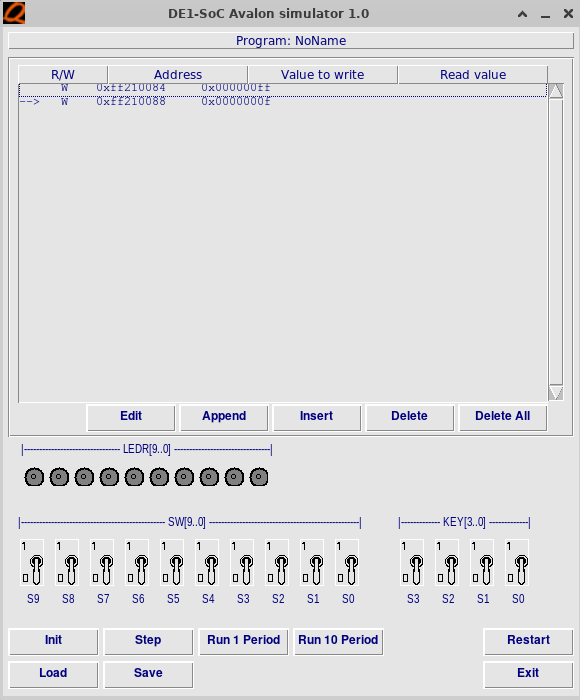 DE1-SoC Avalon simulator 1.0
Program: NoName
R/W Address Value to write Read value
W 0xff210084 0x000000ff
--> W 0xff210088 0x0000000f
Edit Append Insert Delete Delete All
|------------------------------- LEDR[9..0] -------------------------------|
|----------------------------------------------- SW[9..0] -------------------------------------------------|
|------------- KEY[3..0] -------------|
1 1 1 1 1 1 1 1 1 1 1 1 1 1
0 0 0 0 0 0 0 0 0 0 0 0 0 0
S9 S8 S7 S6 S5 S4 S3 S2 S1 S0 S3 S2 S1 S0
Init Step Run 1 Period Run 10 Period Restart
Load Save Exit